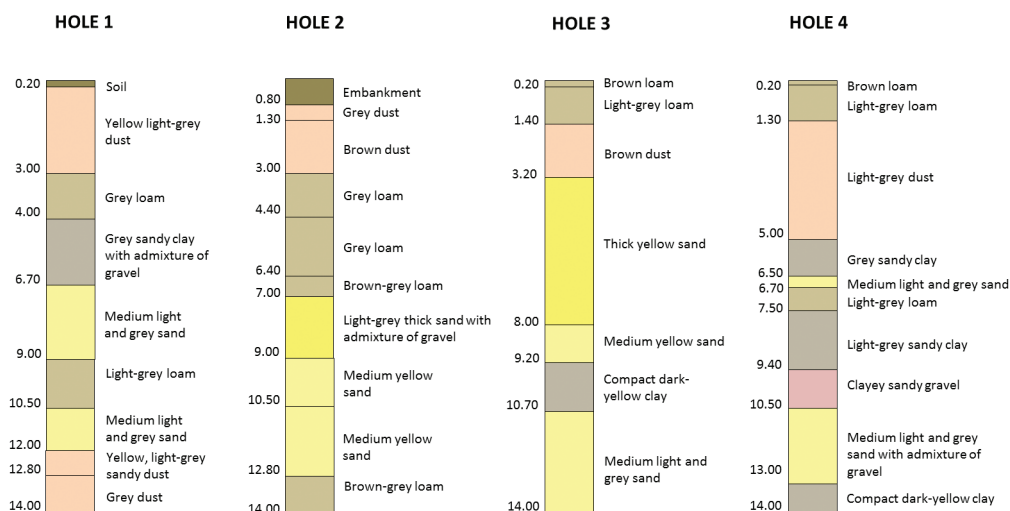 HOLE 1
0.20
Soil
Yellow light-grey
dust
3.00
Grey loam
4.00
Grey sandy clay
with admixture of
gravel
6.70
Medium light
and grey sand
9.00
Light-grey loam
10.50
Medium light
and grey sand
12.00
Yellow, light-grey
sandy dust
12.80
Grey dust
14.00
HOLE 2
Embankment
0.80
Grey dust
1.30
Brown dust
3.00
Grey loam
4.40
Grey loam
6.40
Brown-grey loam
7.00
Light-grey thick sand with
admixture of gravel
9.00
Medium yellow
sand
10.50
Medium yellow
sand
12.80
Brown-grey loam
14.00
HOLE 3
0.20
Brown loam
Light-grey loam
1.40
Brown dust
3.20
Thick yellow sand
8.00
Medium yellow sand
9.20
Compact dark-
yellow clay
10.70
Medium light and
grey sand
14.00
HOLE 4
0.20
Brown loam
Light-grey loam
1.30
Light-grey dust
5.00
Grey sandy clay
6.50
Medium light and grey sand
6.70
Light-grey loam
7.50
Light-grey sandy clay
9.40
Clayey sandy gravel
10.50
Medium light and grey
sand with admixture of
gravel
13.00
Compact dark-yellow clay
14.00